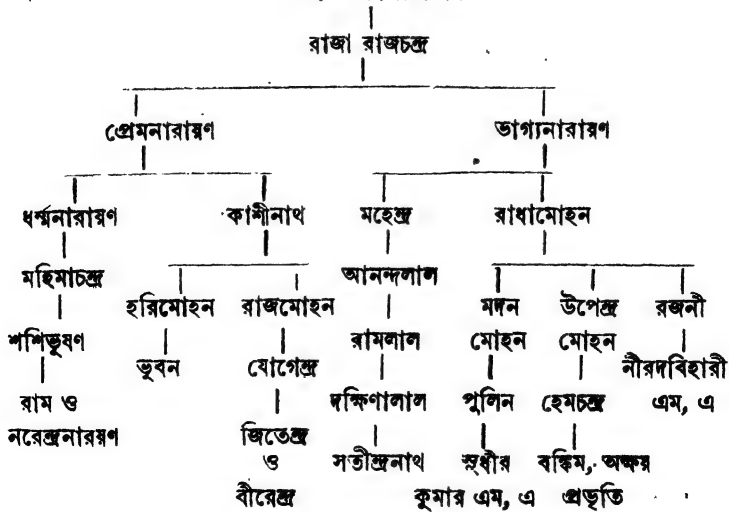 রাজা রাজচন্দ্র
প্রেমনারায়ণ ভাগ্যনারায়ণ
ধর্ম্মনারায়ণ কাশীনাথ মহেন্দ্র রাধামোহন
মহিমাচন্দ্র আনন্দলাল
হরিমোহন রাজমোহন মদন উপেন্দ্র রজনী
শশিভূষণ রামলাল মোহন মোহন
ভূবন যোগেন্দ্র নীরদবিহারী
রাম ও দক্ষিণালাল পুলিন হেমচন্দ্র এম, এ
নরেন্দ্রনারায়ণ জিতেন্দ্র
ও সতীন্দ্রনাথ সুধীর বঙ্কিম, অক্ষয়
বীরেন্দ্র কুমার এম, এ প্রভৃতি